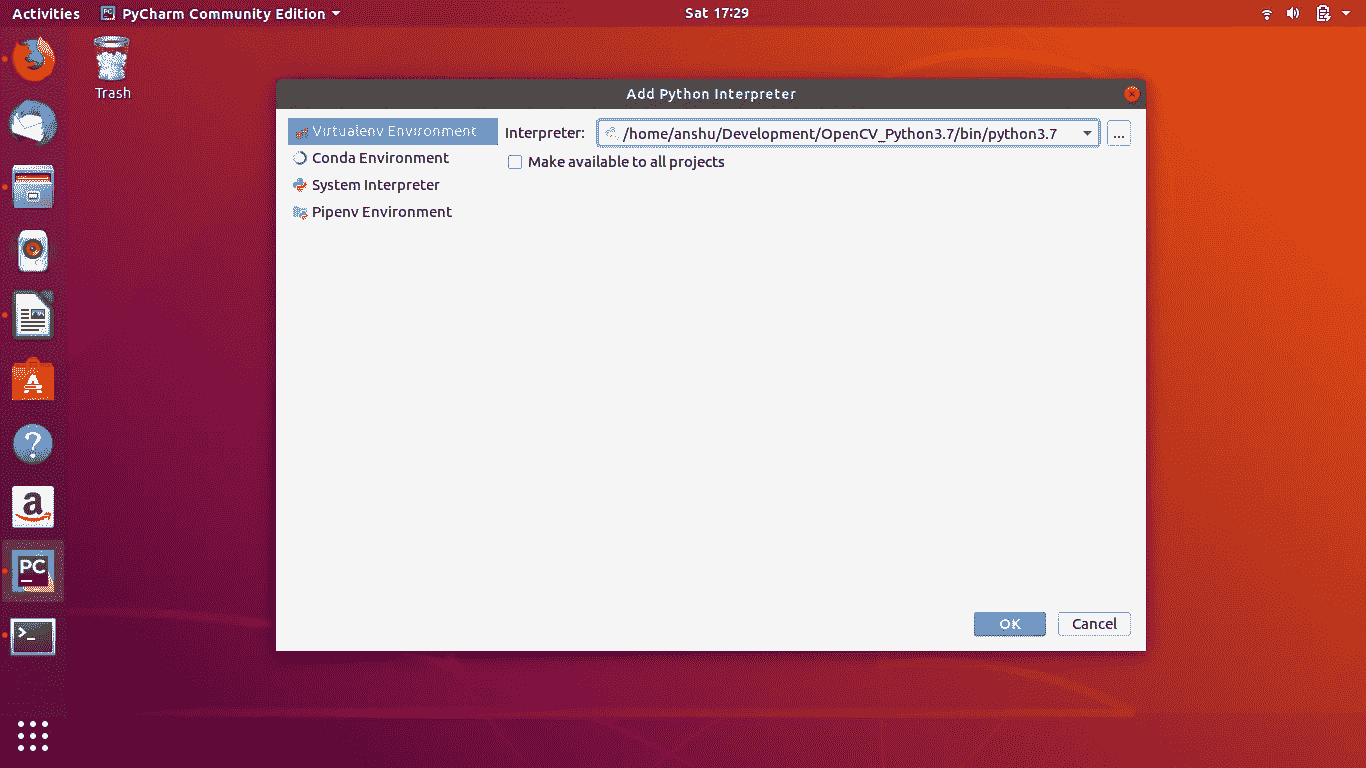 Activities PyCharm Community Edition Sat 17:29
Trash
Add Python Interpreter
Virtualenv Environment
Interpreter: /home/anshu/Development/OpenCV_Python3.7/bin/python3.7 ...
Make available to all projects
Conda Environment
System Interpreter
Pipenv Environment
PC
OK Cancel